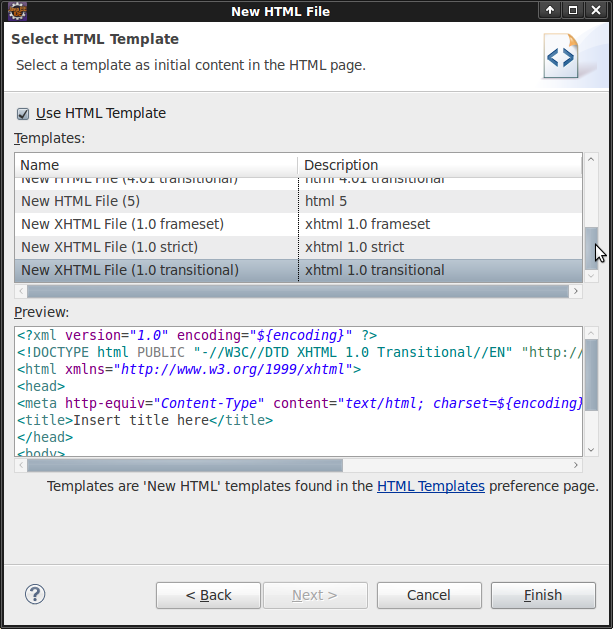 New HTML File
Select HTML Template
Select a template as initial content in the HTML page.
Use HTML Template
Templates:
Name Description
New HTML File (4.01 transitional) html 4.01 transitional
New HTML File (5) html 5
New XHTML File (1.0 frameset) xhtml 1.0 frameset
New XHTML File (1.0 strict) xhtml 1.0 strict
New XHTML File (1.0 transitional) xhtml 1.0 transitional
Preview:
<?xml version="1.0" encoding="${encoding}" ?>
<!DOCTYPE html PUBLIC "-//W3C//DTD XHTML 1.0 Transitional//EN" "http://
<html xmlns="http://www.w3.org/1999/xhtml">
<head>
<meta http-equiv="Content-Type" content="text/html; charset=${encoding}
<title>Insert title here</title>
</head>
<body>
Templates are 'New HTML' templates found in the HTML Templates preference page.
? < Back Next > Cancel Finish